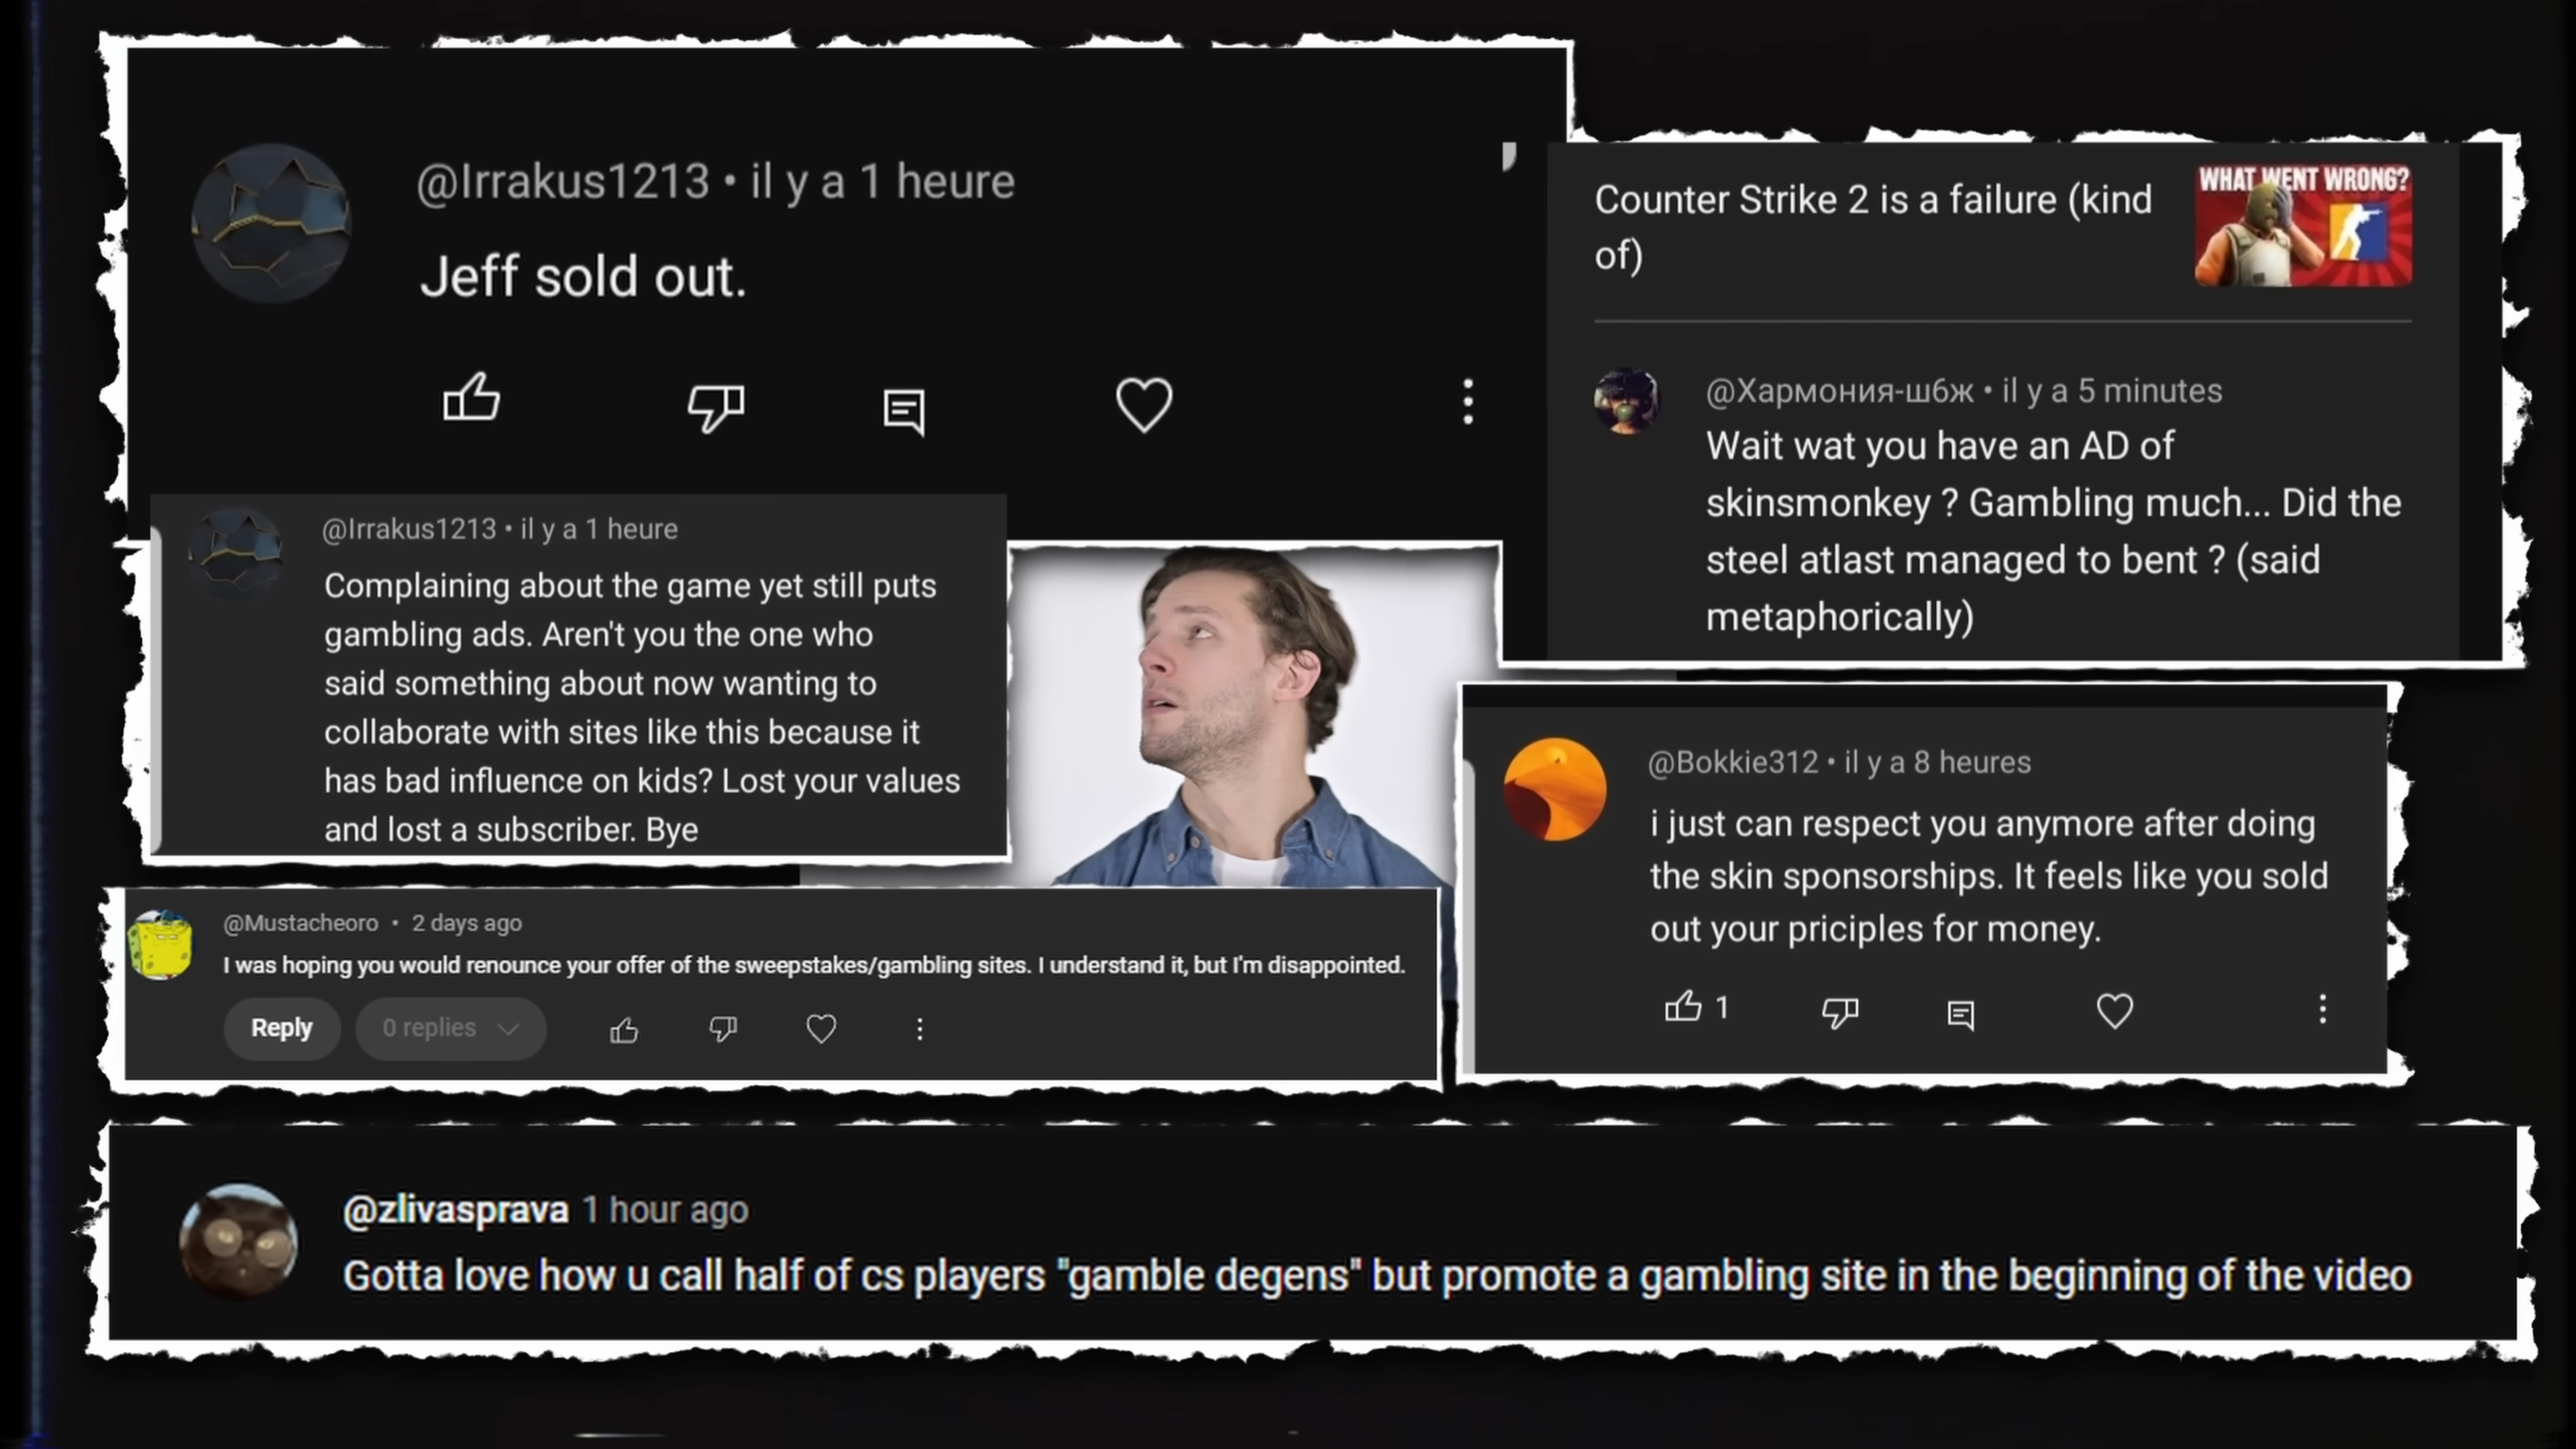 @Irrakus1213 • il y a 1 heure
Jeff sold out.
Counter Strike 2 is a failure (kind
of)
WHAT WENT WRONG?
@Хармония-ш6ж • il y a 5 minutes
Wait wat you have an AD of
skinsmonkey ? Gambling much... Did the
steel atlast managed to bent ? (said
metaphorically)
@Irrakus1213 • il y a 1 heure
Complaining about the game yet still puts
gambling ads. Aren't you the one who
said something about now wanting to
collaborate with sites like this because it
has bad influence on kids? Lost your values
and lost a subscriber. Bye
@Bokkie312 • il y a 8 heures
i just can respect you anymore after doing
the skin sponsorships. It feels like you sold
out your priciples for money.
1
@Mustacheoro • 2 days ago
I was hoping you would renounce your offer of the sweepstakes/gambling sites. I understand it, but I'm disappointed.
Reply 0 replies
@zlivasprava 1 hour ago
Gotta love how u call half of cs players "gamble degens" but promote a gambling site in the beginning of the video